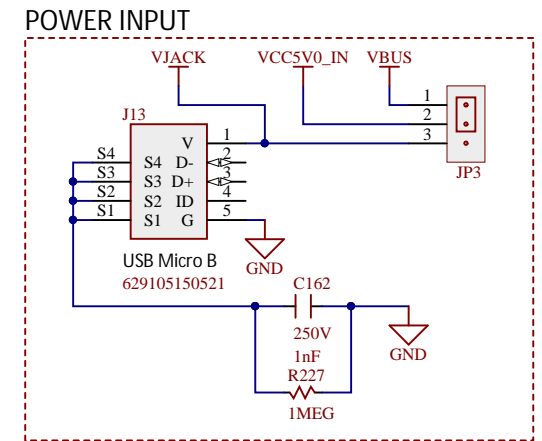 POWER INPUT
VJACK VCC5V0_IN VBUS
J13
1
2
3
JP3
V 1
S4 S4 D- 2
S3 S3 D+ 3
S2 S2 ID 4
S1 S1 G 5
USB Micro B
629105150521
GND
C162
250V
1nF
GND
R227
1MEG